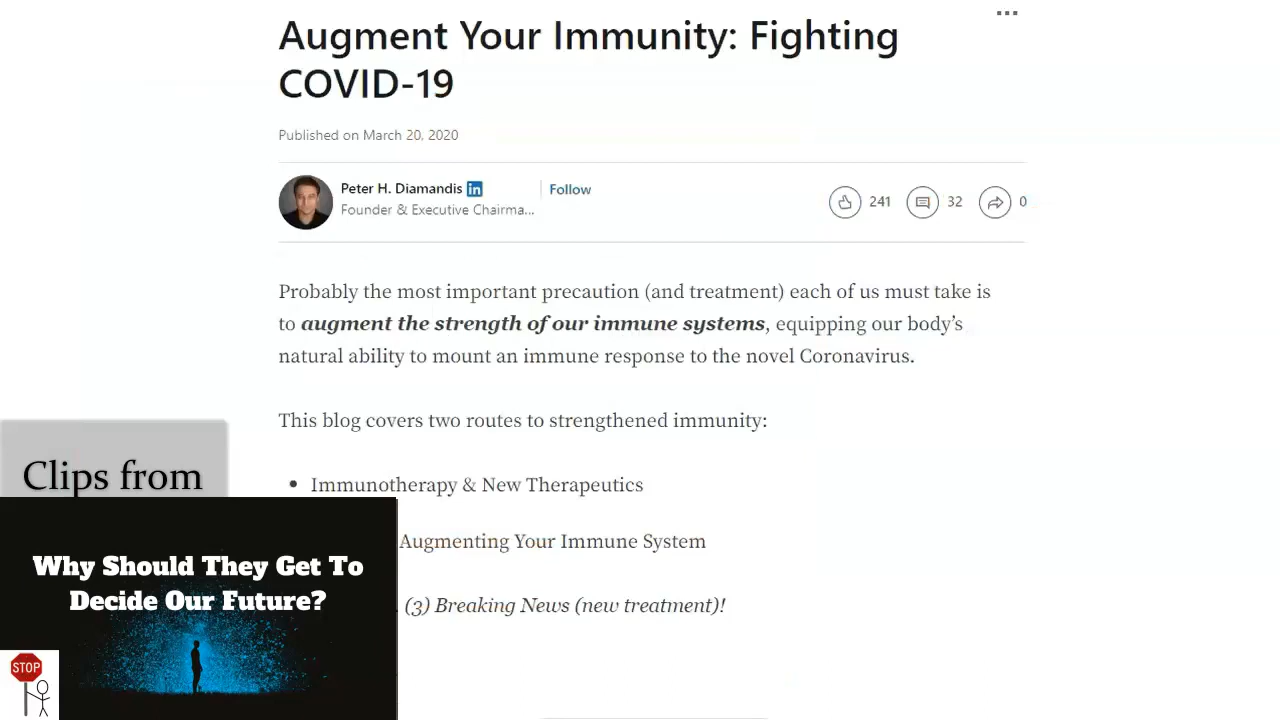 Augment Your Immunity: Fighting
COVID-19
Published on March 20, 2020
Peter H. Diamandis in
Follow
Founder & Executive Chairma...
241
32
0
Probably the most important precaution (and treatment) each of us must take is
to augment the strength of our immune systems, equipping our body's
natural ability to mount an immune response to the novel Coronavirus.
This blog covers two routes to strengthened immunity:
• Immunotherapy & New Therapeutics
Augmenting Your Immune System
(3) Breaking News (new treatment)!
Clips from
Why Should They Get To
Decide Our Future?
STOP